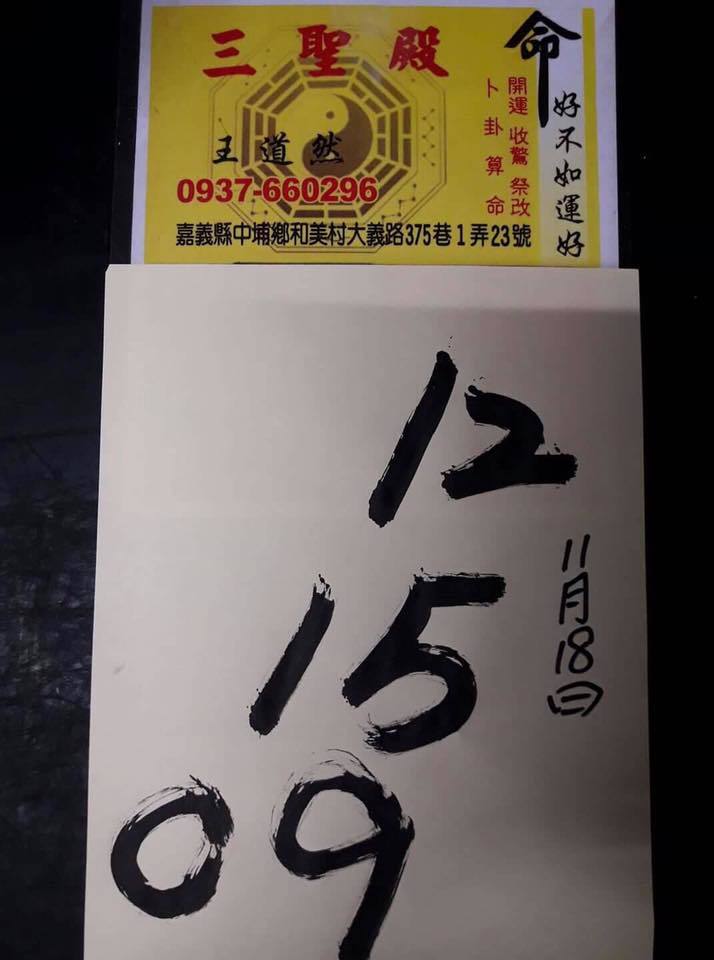 三聖殿
王道然
0937-660296
嘉義縣中埔鄉和美村大義路375巷1弄23號
命
好不如運好
開運 收驚 祭改
卜卦算命
12
15
09
11月18日